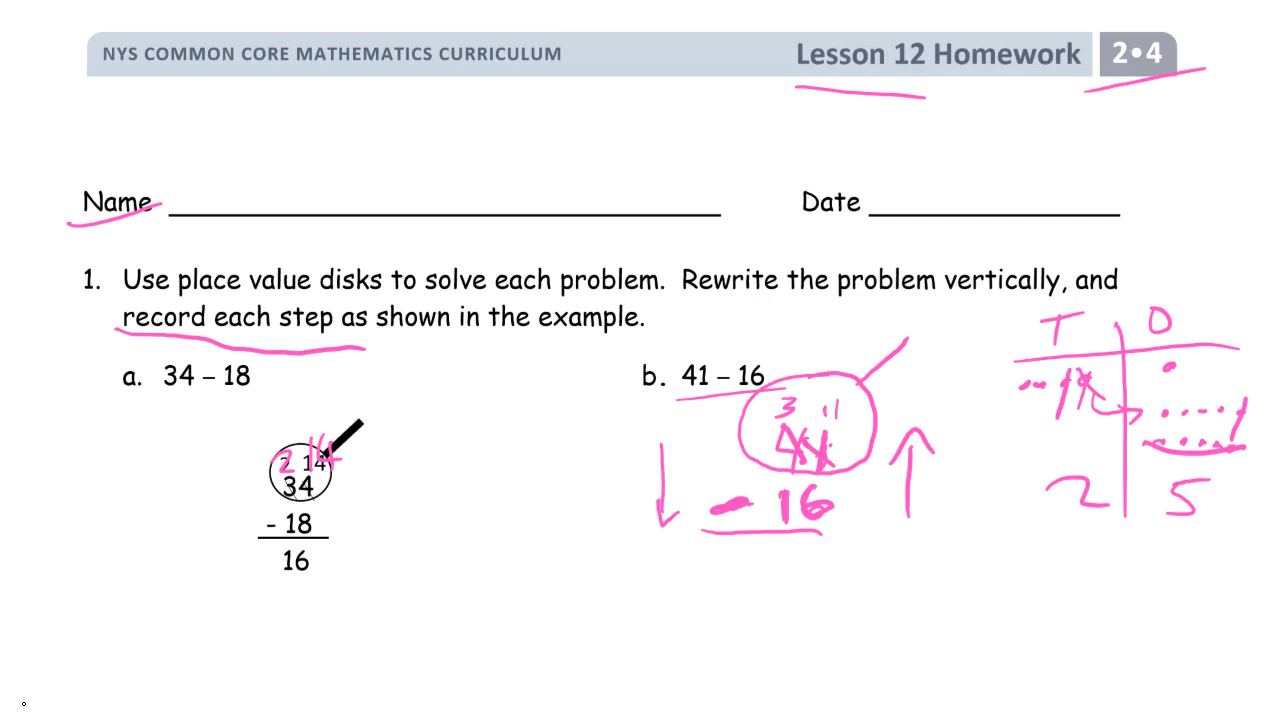 NYS COMMON CORE MATHEMATICS CURRICULUM
Lesson 12 Homework
2•4
Name
Date
1. Use place value disks to solve each problem. Rewrite the problem vertically, and
record each step as shown in the example.
a. 34 – 18
b. 41 – 16
2 14
34
- 18
16
3 11
41
- 16
T O
2 5